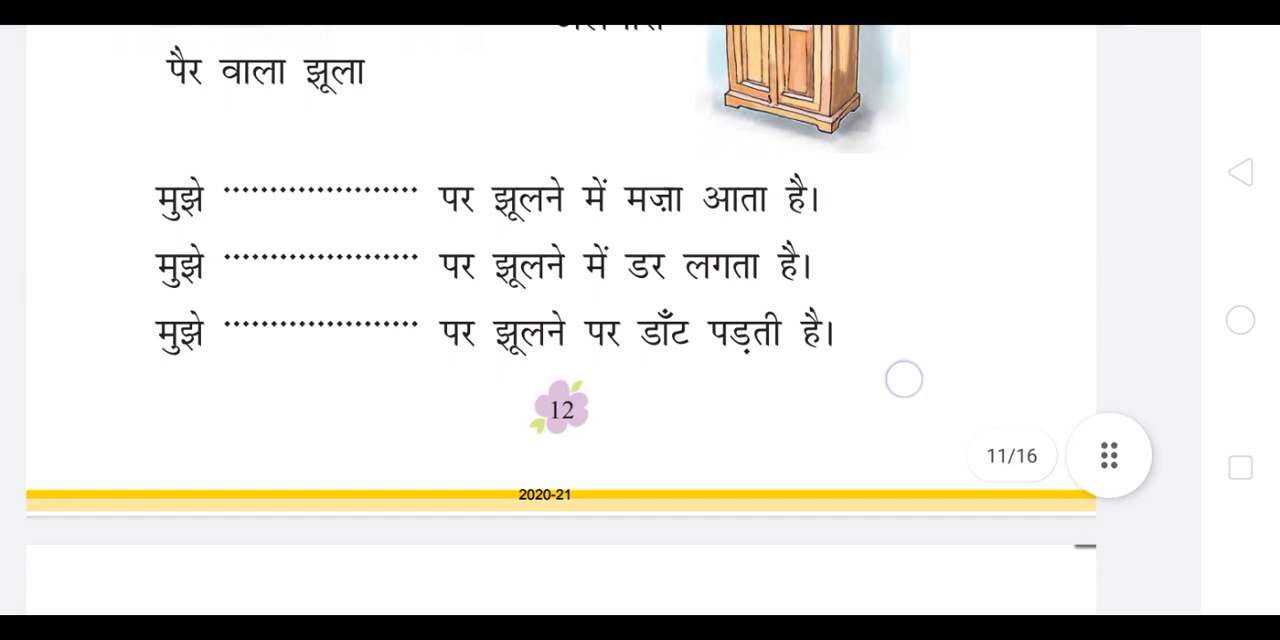 पैर वाला झूला
मुझे ...................... पर झूलने में मज़ा आता है।
मुझे ...................... पर झूलने में डर लगता है।
मुझे ...................... पर झूलने पर डाँट पड़ती है।
12
11/16
2020-21